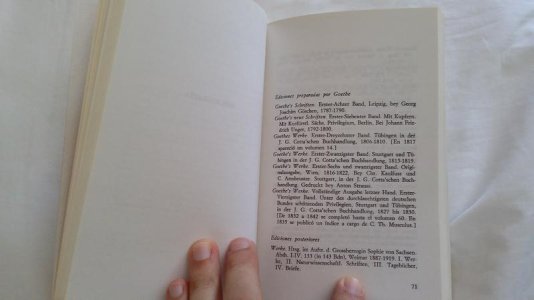 Ediciones preparadas por Goethe
Goethe's Schriften. Erster-Achter Band, Leipzig, bey Georg
Joachim Göschen, 1787-1790.
Goethe's neue Schriften. Erster-Siebenter Band. Mit Kupfern.
Mit Kurfürstl. Sächs. Privilegium, Berlin. Bei Johann Frie-
drich Unger, 1792-1800.
Goethes Werke. Erster-Dreyzehnter Band. Tübingen in der
J. G. Cotta'schen Buchhandlung, 1806-1810. [En 1817
apareció un volumen 14.]
Goethe's Werke. Erster-Zwanzigster Band. Stuttgart und Tü-
bingen in der J. G. Cotta'schen Buchhandlung, 1815-1819.
Goethe's Werke. Erster-Sechs und zwanzigster Band. Origi-
nalausgabe, Wien, 1816-1822. Bey Chr. Kaulfuss und
C. Armbruster. Stuttgart, in der J. G. Cotta'schen Buch-
handlung. Gedruckt bey Anton Strauss.
Goethe's Werke. Vollständige Ausgabe letzter Hand. Erster-
Vierzigster Band. Unter des durchlauchtigsten deutschen
Bundes schützenden Privilegien. Stuttgart und Tübingen,
in der J. G. Cotta'schen Buchhandlung, 1827 bis 1830.
[De 1832 a 1842 se completó hasta el volumen 60. En
1835 se publicó un Indice a cargo de C. Th. Musculus.]
Ediciones posteriores
Werke. Hrsg. im Auftr. d. Grossherzogin Sophie von Sachsen.
Abth. I-IV. 133 (in 143 Bdn), Weimar 1887-1919. I. Wer-
ke, II. Naturwissenschaftl. Schriften, III. Tagebücher,
IV. Briefe.
71